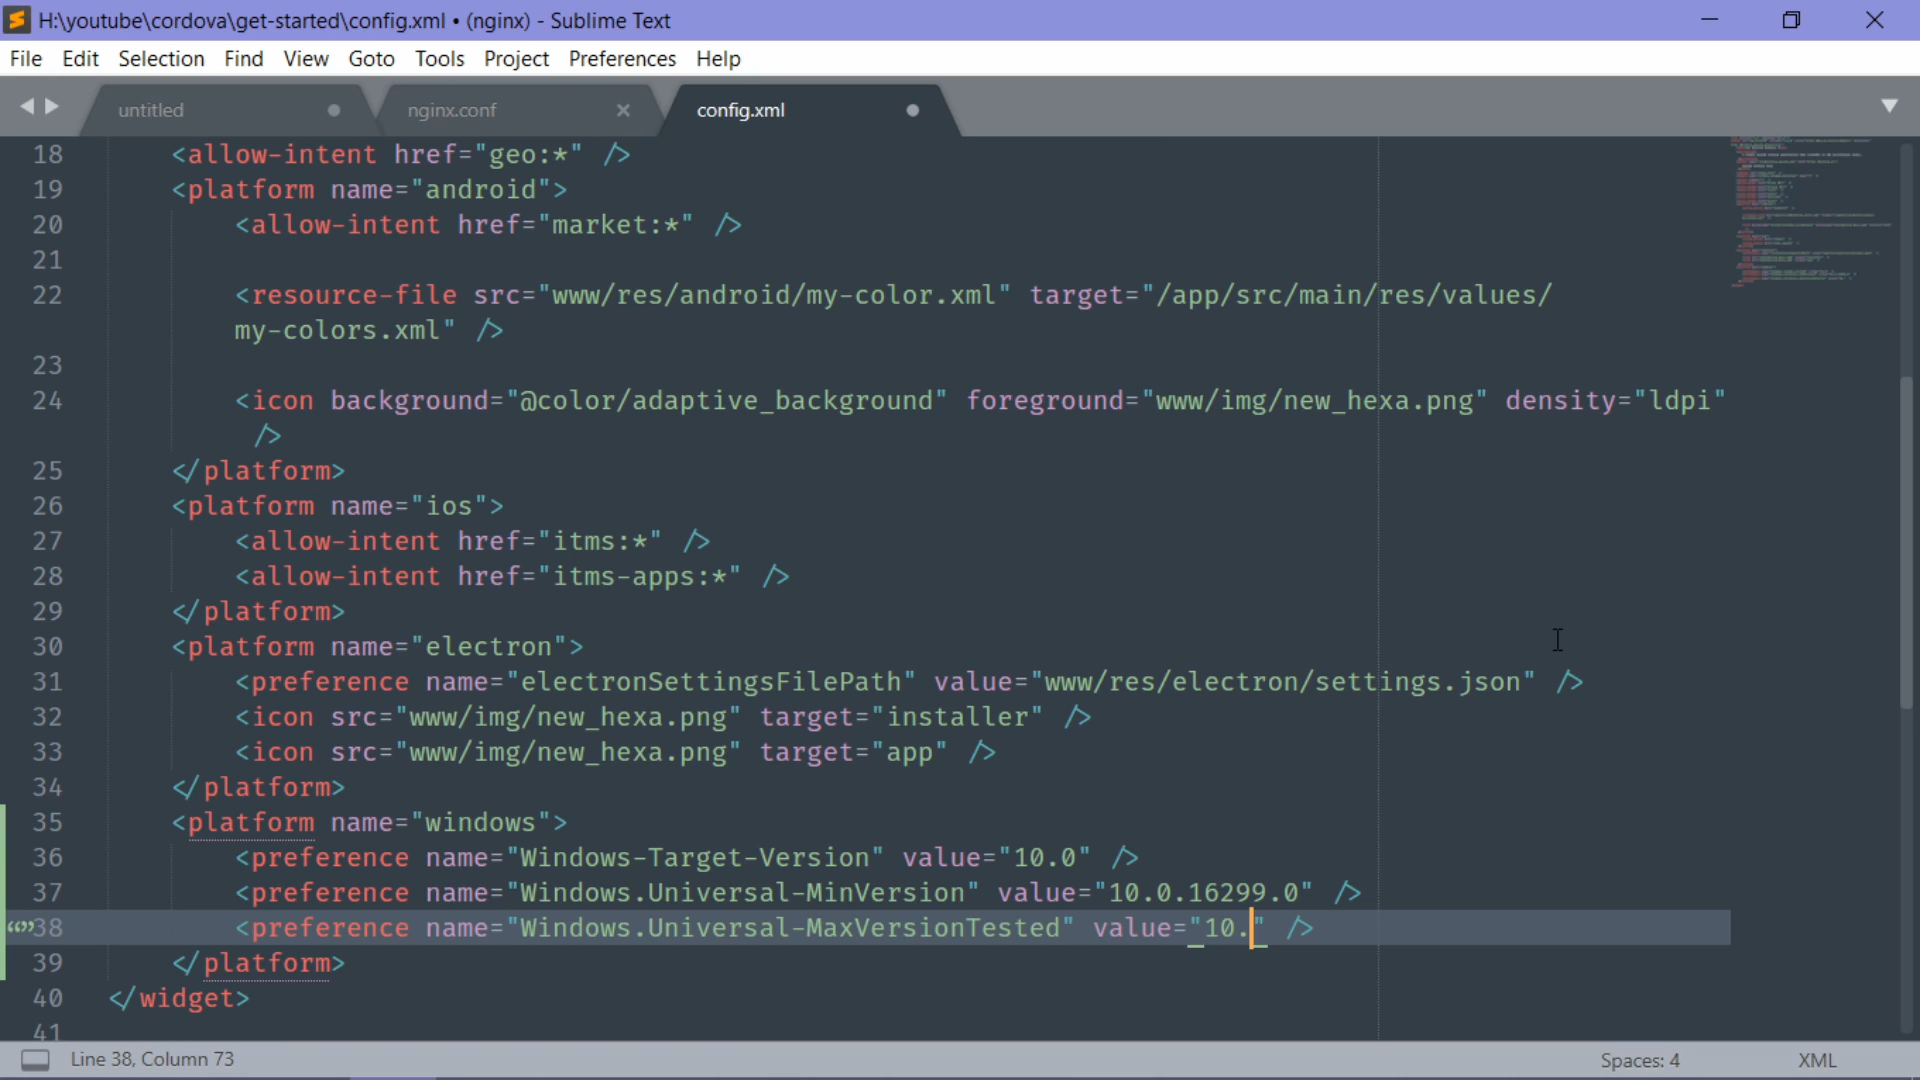 H:\youtube\cordova\get-started\config.xml • (nginx) - Sublime Text
File Edit Selection Find View Goto Tools Project Preferences Help
untitled nginx.conf config.xml
18 <allow-intent href="geo:*" />
19 <platform name="android">
20 <allow-intent href="market:*" />
21
22 <resource-file src="www/res/android/my-color.xml" target="/app/src/main/res/values/
my-colors.xml" />
23
24 <icon background="@color/adaptive_background" foreground="www/img/new_hexa.png" density="ldpi"
/>
25 </platform>
26 <platform name="ios">
27 <allow-intent href="itms:*" />
28 <allow-intent href="itms-apps:*" />
29 </platform>
30 <platform name="electron">
31 <preference name="electronSettingsFilePath" value="www/res/electron/settings.json" />
32 <icon src="www/img/new_hexa.png" target="installer" />
33 <icon src="www/img/new_hexa.png" target="app" />
34 </platform>
35 <platform name="windows">
36 <preference name="Windows-Target-Version" value="10.0" />
37 <preference name="Windows.Universal-MinVersion" value="10.0.16299.0" />
38 <preference name="Windows.Universal-MaxVersionTested" value="10." />
39 </platform>
40 </widget>
41
Line 38, Column 73 Spaces: 4 XML